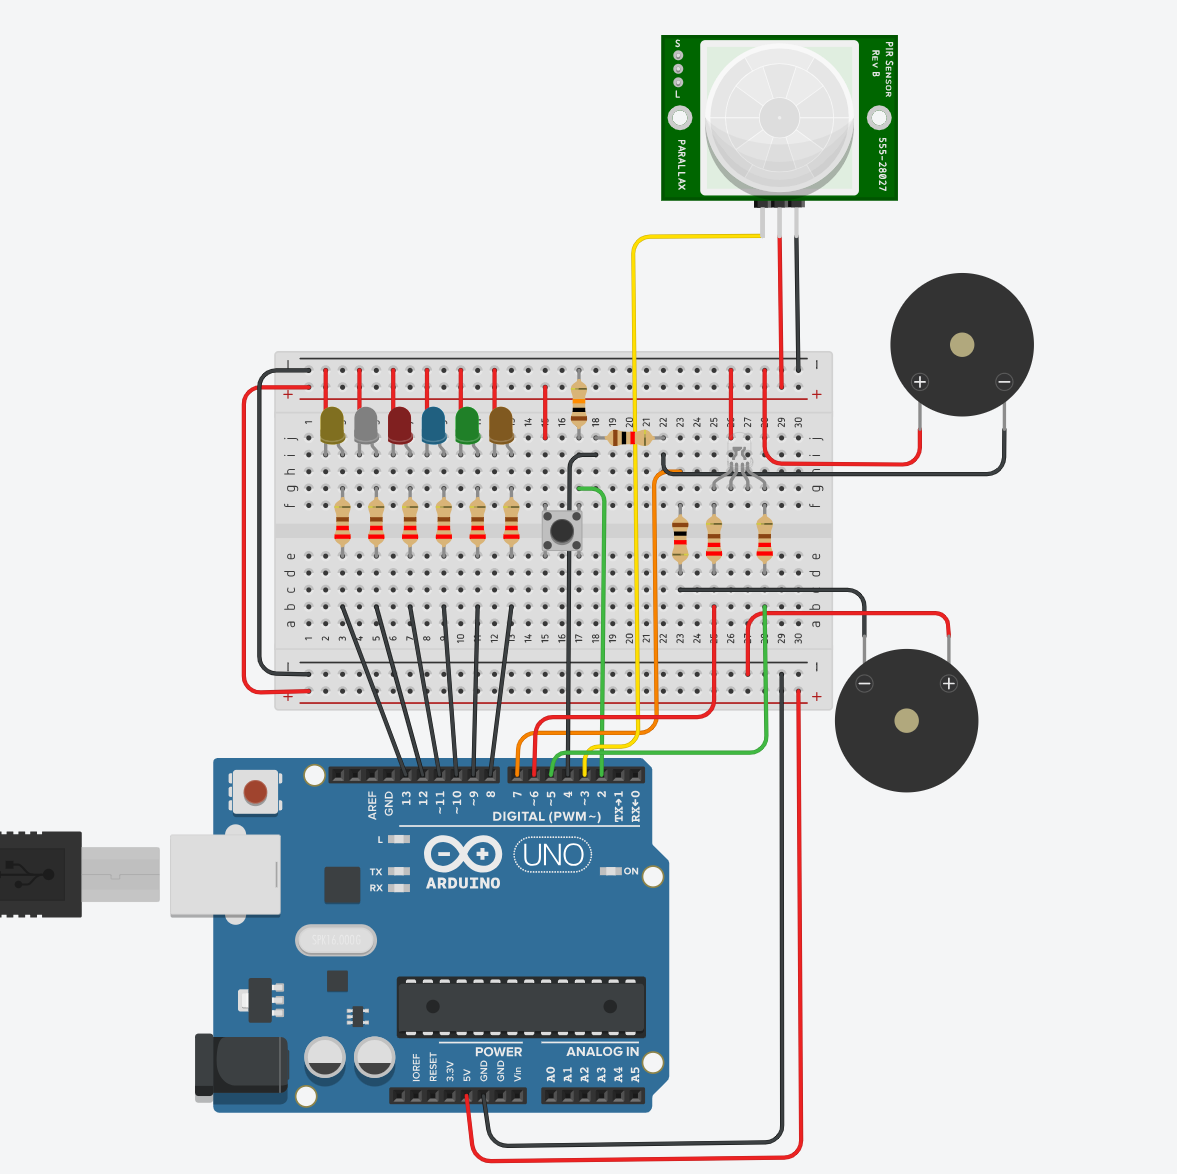 S
L
PARALLAX
PIR SENSOR
REV B
555-28027
+ −
− −
+ +
1 2 3 4 5 6 7 8 9 10 11 12 13 14 15 16 17 18 19 20 21 22 23 24 25 26 27 28 29 30
j j
i i
h h
g g
f f
e e
d d
c c
b b
a a
1 2 3 4 5 6 7 8 9 10 11 12 13 14 15 16 17 18 19 20 21 22 23 24 25 26 27 28 29 30
− −
+ +
− +
AREF
GND
13
12
~11
~10
~9
8
7
~6
~5
4
~3
2
TX→1
RX←0
DIGITAL (PWM~)
L
TX
RX
ARDUINO
UNO
ON
SPK16.000G
POWER
ANALOG IN
IOREF
RESET
3.3V
5V
GND
GND
Vin
A0
A1
A2
A3
A4
A5